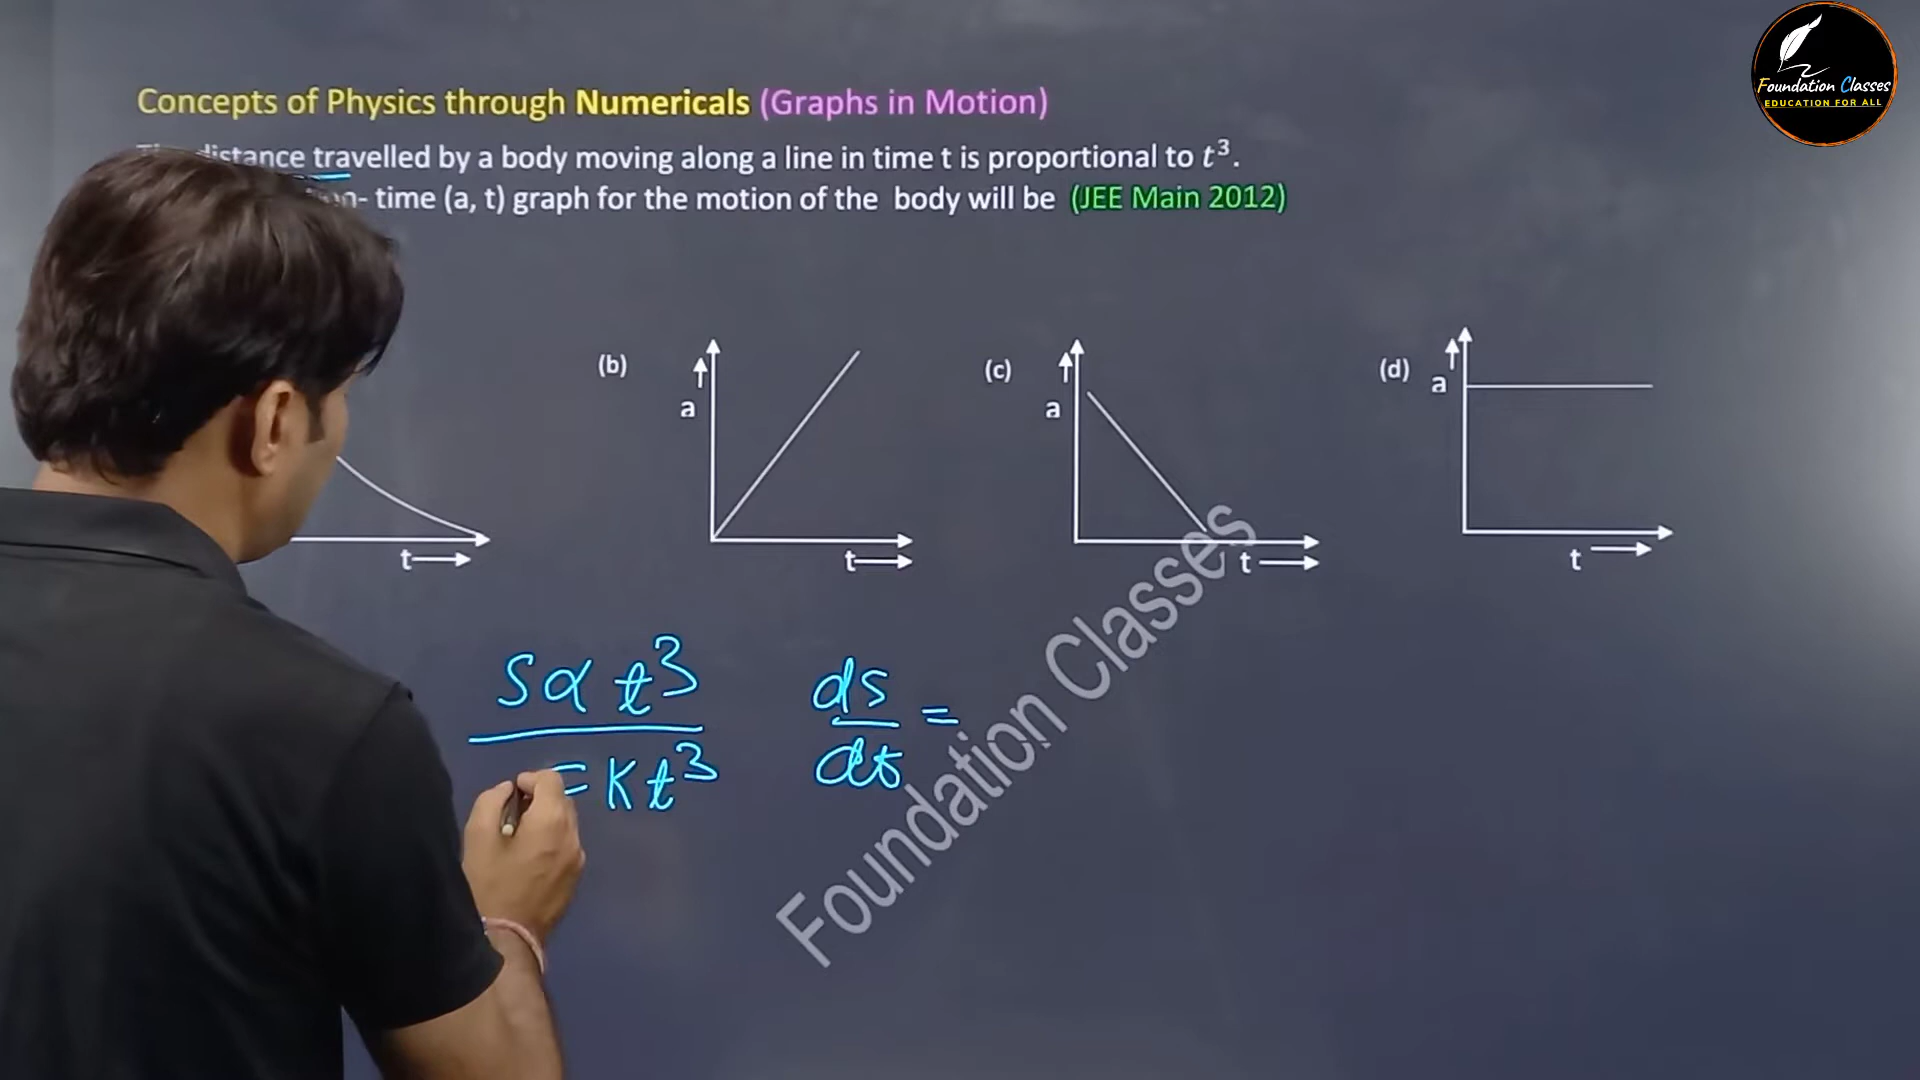 Foundation Classes
EDUCATION FOR ALL
Concepts of Physics through Numericals (Graphs in Motion)
distance travelled by a body moving along a line in time t is proportional to t³.
time (a, t) graph for the motion of the body will be (JEE Main 2012)
t
(b)
a
t
(c)
a
t
(d)
a
t
S α t³
= Kt³
ds
dt
=
Foundation Classes